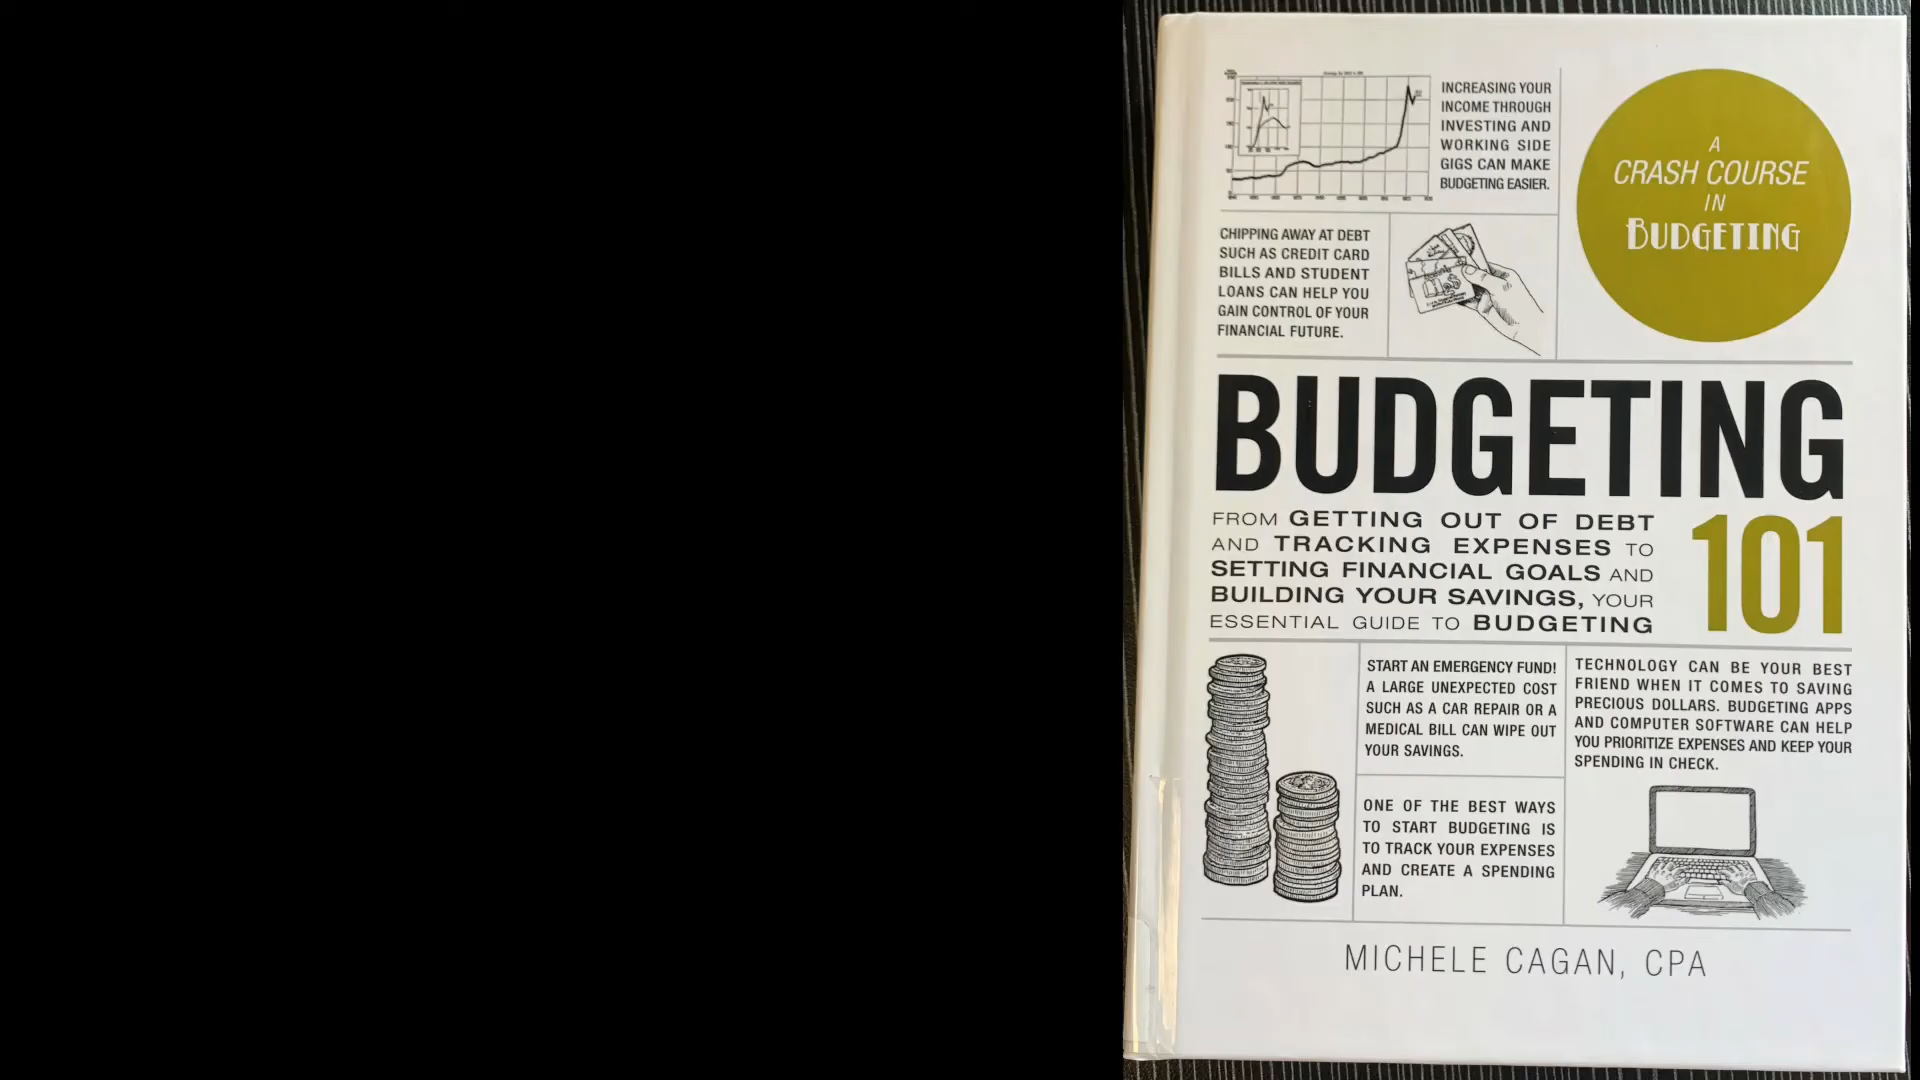 INCREASING YOUR
INCOME THROUGH
INVESTING AND
WORKING SIDE
GIGS CAN MAKE
BUDGETING EASIER.
A
CRASH COURSE
IN
BUDGETING
CHIPPING AWAY AT DEBT
SUCH AS CREDIT CARD
BILLS AND STUDENT
LOANS CAN HELP YOU
GAIN CONTROL OF YOUR
FINANCIAL FUTURE.
BUDGETING
101
FROM GETTING OUT OF DEBT
AND TRACKING EXPENSES TO
SETTING FINANCIAL GOALS AND
BUILDING YOUR SAVINGS, YOUR
ESSENTIAL GUIDE TO BUDGETING
START AN EMERGENCY FUND!
A LARGE UNEXPECTED COST
SUCH AS A CAR REPAIR OR A
MEDICAL BILL CAN WIPE OUT
YOUR SAVINGS.
TECHNOLOGY CAN BE YOUR BEST
FRIEND WHEN IT COMES TO SAVING
PRECIOUS DOLLARS. BUDGETING APPS
AND COMPUTER SOFTWARE CAN HELP
YOU PRIORITIZE EXPENSES AND KEEP YOUR
SPENDING IN CHECK.
ONE OF THE BEST WAYS
TO START BUDGETING IS
TO TRACK YOUR EXPENSES
AND CREATE A SPENDING
PLAN.
MICHELE CAGAN, CPA